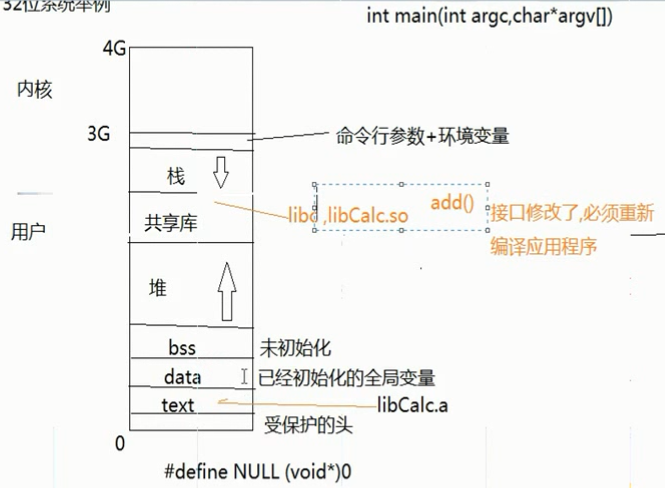 32位系统举例
int main(int argc,char*argv[])
4G
内核
3G
命令行参数+环境变量
栈
用户
共享库
libc ,libCalc.so
add()
接口修改了,必须重新
编译应用程序
堆
bss
未初始化
data
已经初始化的全局变量
text
libCalc.a
受保护的头
0
#define NULL (void*)0